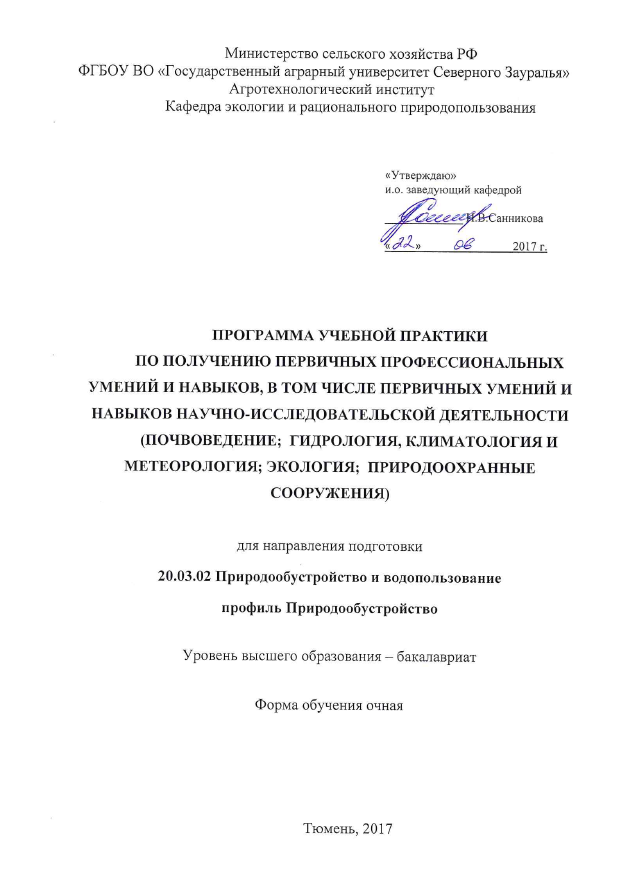 Министерство сельского хозяйства РФ
ФГБОУ ВО «Государственный аграрный университет Северного Зауралья»
Агротехнологический институт
Кафедра экологии и рационального природопользования
«Утверждаю»
и.о. заведующий кафедрой
Н.В.Санникова
«22» 06 2017 г.
ПРОГРАММА УЧЕБНОЙ ПРАКТИКИ
ПО ПОЛУЧЕНИЮ ПЕРВИЧНЫХ ПРОФЕССИОНАЛЬНЫХ
УМЕНИЙ И НАВЫКОВ, В ТОМ ЧИСЛЕ ПЕРВИЧНЫХ УМЕНИЙ И
НАВЫКОВ НАУЧНО-ИССЛЕДОВАТЕЛЬСКОЙ ДЕЯТЕЛЬНОСТИ
(ПОЧВОВЕДЕНИЕ; ГИДРОЛОГИЯ, КЛИМАТОЛОГИЯ И
МЕТЕОРОЛОГИЯ; ЭКОЛОГИЯ; ПРИРОДООХРАННЫЕ
СООРУЖЕНИЯ)
для направления подготовки
20.03.02 Природообустройство и водопользование
профиль Природообустройство
Уровень высшего образования – бакалавриат
Форма обучения очная
Тюмень, 2017